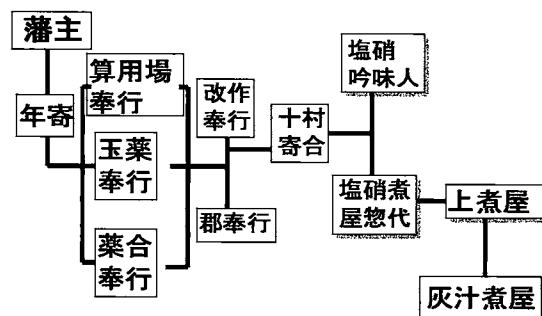 藩主
年寄
算用場
奉行
玉薬
奉行
薬合
奉行
改作
奉行
郡奉行
十村
寄合
塩硝
吟味人
塩硝煮
屋惣代
上煮屋
灰汁煮屋